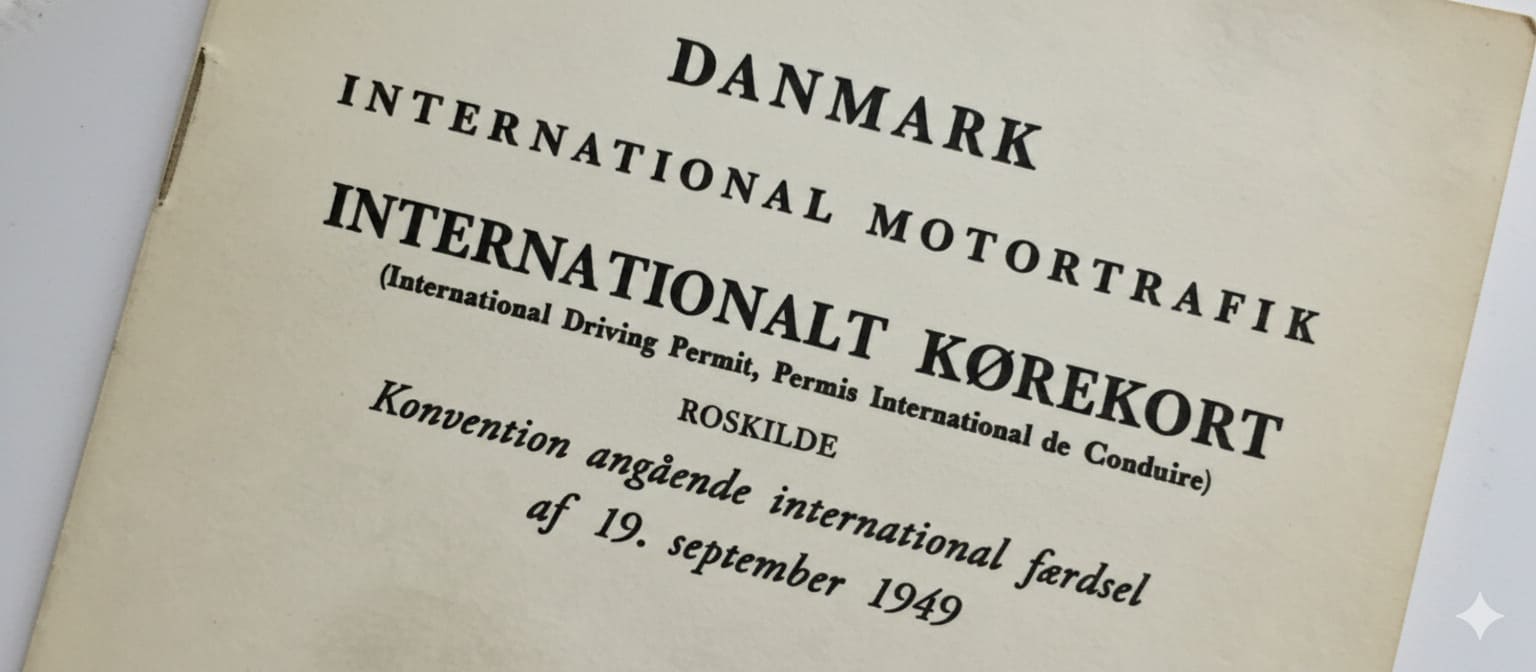 DANMARK
INTERNATIONAL MOTORTRAFIK
INTERNATIONALT KØREKORT
(International Driving Permit, Permis International de Conduire)
ROSKILDE
Konvention angående international færdsel
af 19. september 1949